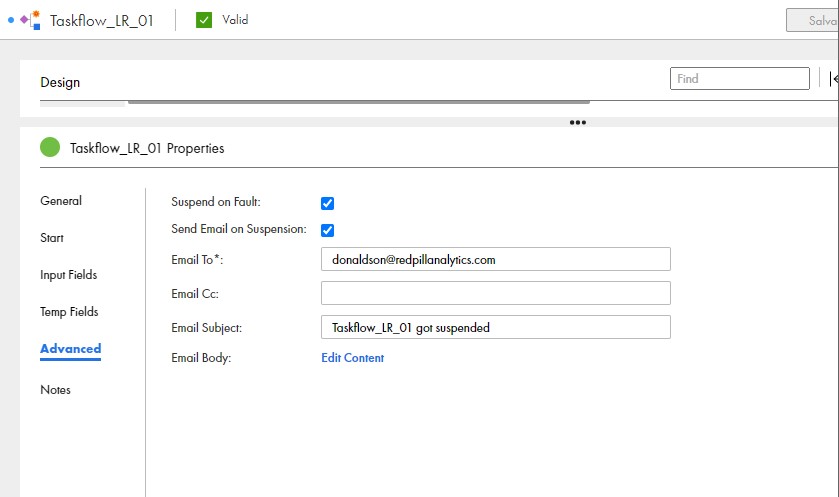 Taskflow_LR_01
Valid
Salva
Design
Find
Taskflow_LR_01 Properties
General
Start
Input Fields
Temp Fields
Advanced
Notes
Suspend on Fault:
Send Email on Suspension:
Email To*: donaldson@redpillanalytics.com
Email Cc:
Email Subject: Taskflow_LR_01 got suspended
Email Body: Edit Content